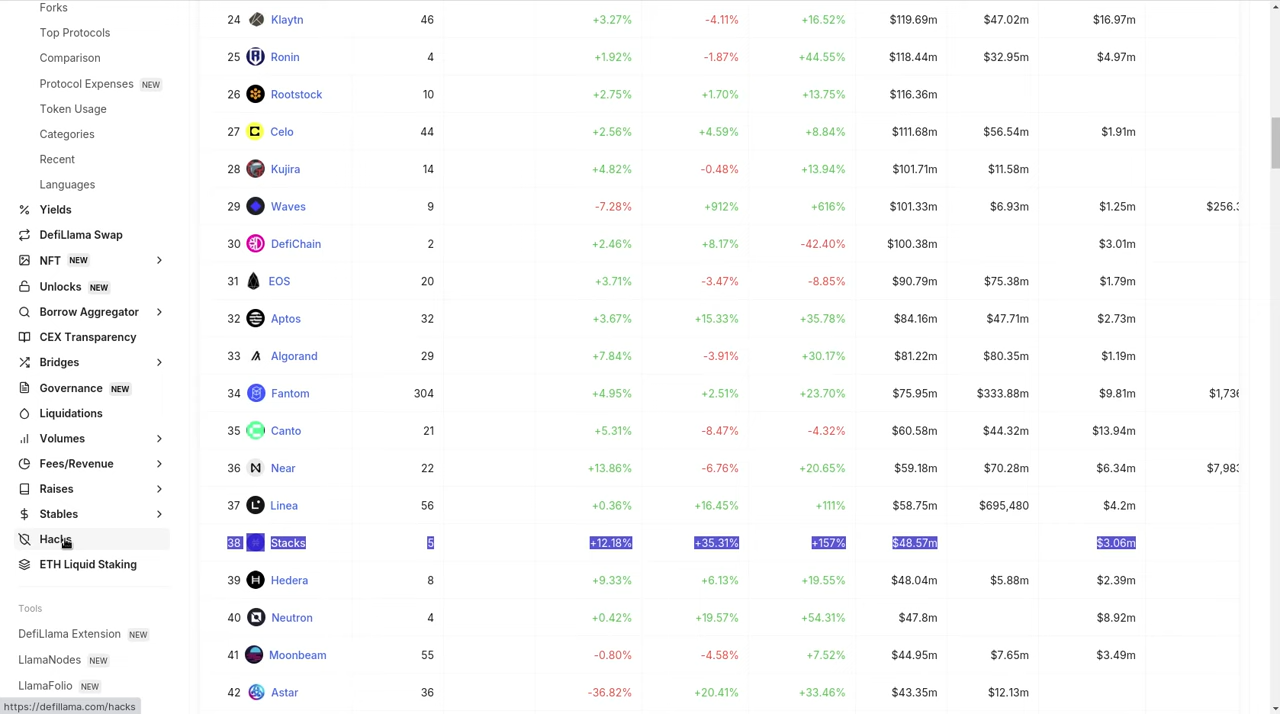 Forks
Top Protocols
Comparison
Protocol Expenses NEW
Token Usage
Categories
Recent
Languages
Yields
DefiLlama Swap
NFT NEW
Unlocks NEW
Borrow Aggregator
CEX Transparency
Bridges
Governance NEW
Liquidations
Volumes
Fees/Revenue
Raises
Stables
Hacks
ETH Liquid Staking
Tools
DefiLlama Extension NEW
LlamaNodes NEW
LlamaFolio NEW
https://defillama.com/hacks
24 Klaytn 46 +3.27% -4.11% +16.52% $119.69m $47.02m $16.97m
25 Ronin 4 +1.92% -1.87% +44.55% $118.44m $32.95m $4.97m
26 Rootstock 10 +2.75% +1.70% +13.75% $116.36m
27 Celo 44 +2.56% +4.59% +8.84% $111.68m $56.54m $1.91m
28 Kujira 14 +4.82% -0.48% +13.94% $101.71m $11.58m
29 Waves 9 -7.28% +912% +616% $101.33m $6.93m $1.25m $256.3
30 DefiChain 2 +2.46% +8.17% -42.40% $100.38m $3.01m
31 EOS 20 +3.71% -3.47% -8.85% $90.79m $75.38m $1.79m
32 Aptos 32 +3.67% +15.33% +35.78% $84.16m $47.71m $2.73m
33 Algorand 29 +7.84% -3.91% +30.17% $81.22m $80.35m $1.19m
34 Fantom 304 +4.95% +2.51% +23.70% $75.95m $333.88m $9.81m $1,736
35 Canto 21 +5.31% -8.47% -4.32% $60.58m $44.32m $13.94m
36 Near 22 +13.86% -6.76% +20.65% $59.18m $70.28m $6.34m $7,983
37 Linea 56 +0.36% +16.45% +111% $58.75m $695,480 $4.2m
38 Stacks 5 +12.18% +35.31% +157% $48.57m $3.06m
39 Hedera 8 +9.33% +6.13% +19.55% $48.04m $5.88m $2.39m
40 Neutron 4 +0.42% +19.57% +54.31% $47.8m $8.92m
41 Moonbeam 55 -0.80% -4.58% +7.52% $44.95m $7.65m $3.49m
42 Astar 36 -36.82% +20.41% +33.46% $43.35m $12.13m